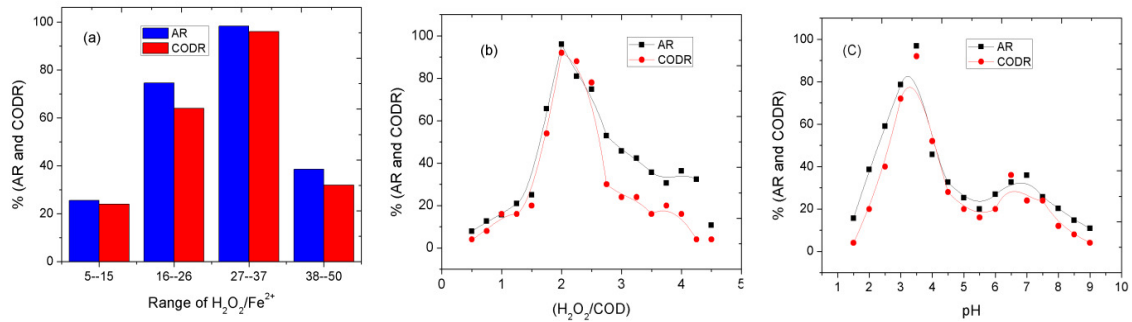 (a)
AR
CODR
100
80
60
40
20
0
% (AR and CODR)
5--15 16--26 27--37 38--50
Range of H₂O₂/Fe²⁺
(b)
AR
CODR
100
80
60
40
20
0
% (AR and CODR)
0 1 2 3 4 5
(H₂O₂/COD)
(C)
AR
CODR
100
80
60
40
20
0
% (AR and CODR)
1 2 3 4 5 6 7 8 9 10
pH